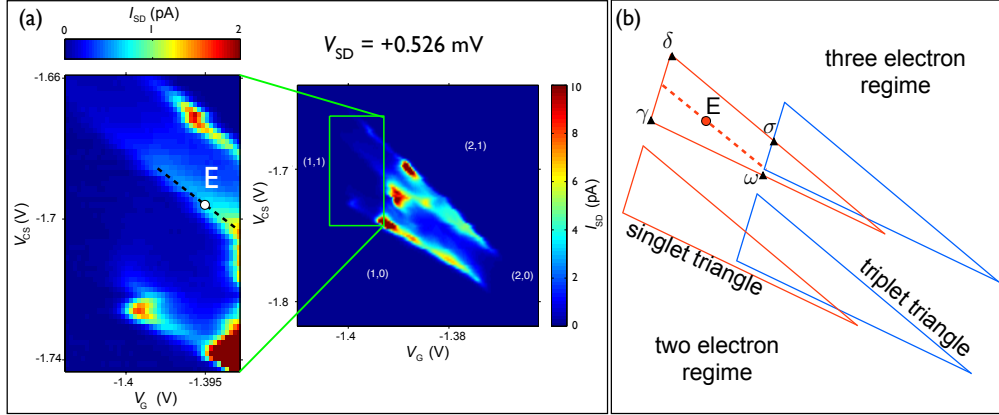 (a)
I_SD (pA)
0 1 2
V_SD = +0.526 mV
-1.66
-1.7
-1.74
V_CS (V)
E
-1.4 -1.395
V_G (V)
-1.7
-1.8
V_CS (V)
(1,1)
(2,1)
(1,0)
(2,0)
-1.4 -1.38
V_G (V)
10
8
6
4
2
0
I_SD (pA)
(b)
δ
three electron
regime
E
γ
σ
ω
singlet triangle
triplet triangle
two electron
regime